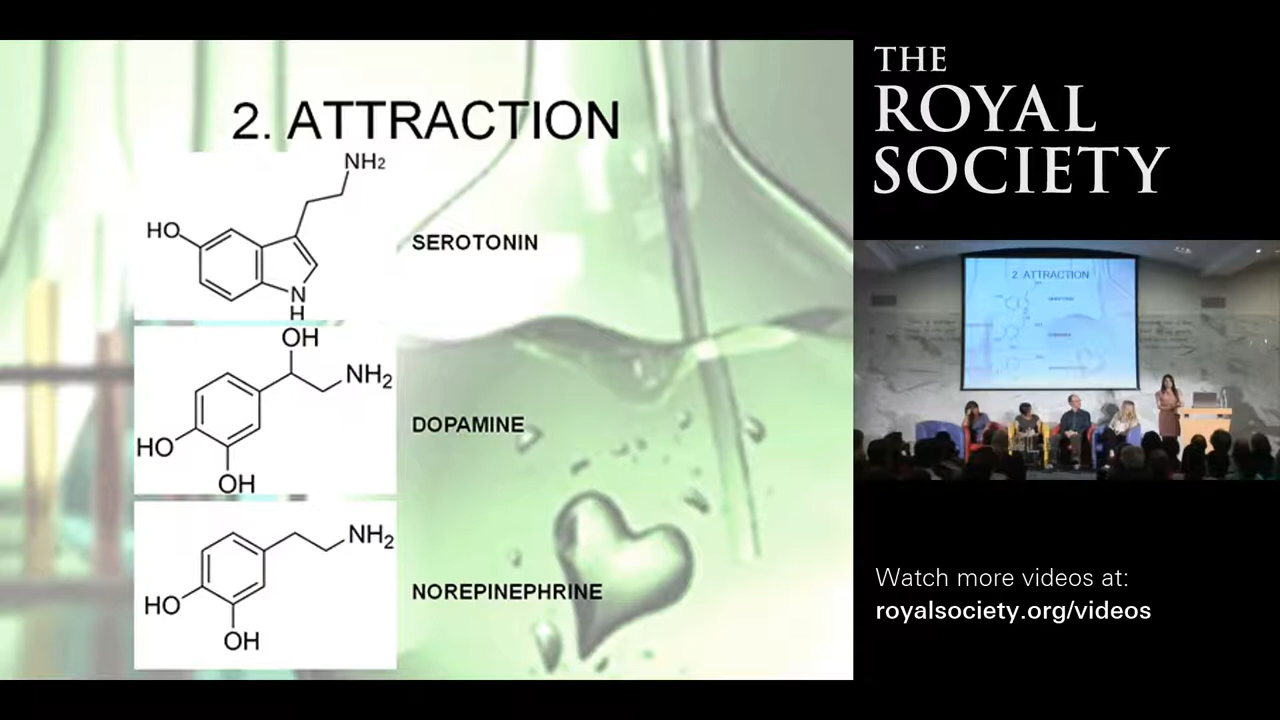 2. ATTRACTION
NH2
HO
N
H
SEROTONIN
OH
NH2
HO
OH
DOPAMINE
NH2
HO
OH
NOREPINEPHRINE
THE
ROYAL
SOCIETY
2 ATTRACTION
Watch more videos at:
royalsociety.org/videos